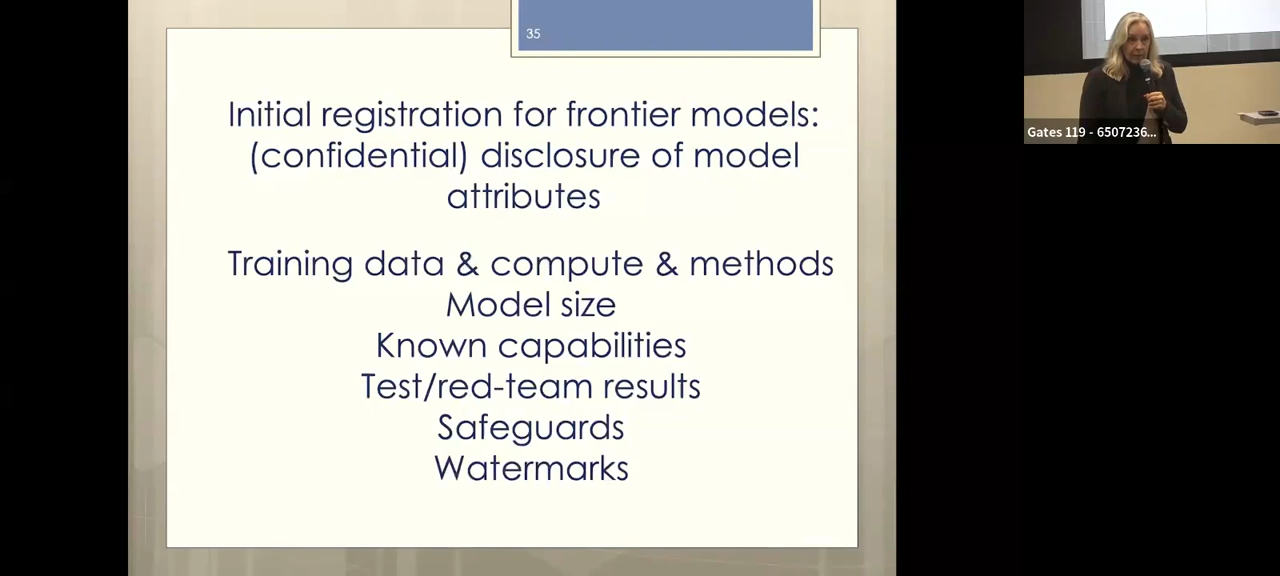 35
Initial registration for frontier models:
(confidential) disclosure of model
attributes
Training data & compute & methods
Model size
Known capabilities
Test/red-team results
Safeguards
Watermarks
Gates 119 - 6507236...